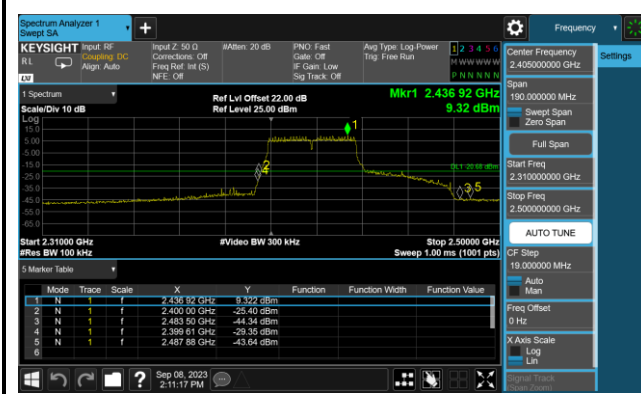 Spectrum Analyzer 1
Swept SA
+
Frequency
KEYSIGHT
RL
LXI
Input: RF
Coupling: DC
Align: Auto
Input Z: 50 Ω
Corrections: Off
Freq Ref: Int (S)
NFE: Off
#Atten: 20 dB
PNO: Fast
Gate: Off
IF Gain: Low
Sig Track: Off
Avg Type: Log-Power
Trig: Free Run
1 2 3 4 5 6
M W W W W W
P N N N N N
Center Frequency
2.405000000 GHz
Settings
1 Spectrum
Scale/Div 10 dB
Ref Lvl Offset 22.00 dB
Ref Level 25.00 dBm
Mkr1 2.436 92 GHz
9.32 dBm
Span
190.000000 MHz
Swept Span
Zero Span
Full Span
Log
15.0
5.00
-5.00
-15.0
-25.0
-35.0
-45.0
-55.0
-65.0
1
2
4
3
5
DL1 -20.68 dBm
Start Freq
2.310000000 GHz
Stop Freq
2.500000000 GHz
AUTO TUNE
Start 2.31000 GHz
#Video BW 300 kHz
Stop 2.50000 GHz
#Res BW 100 kHz
Sweep 1.00 ms (1001 pts)
CF Step
19.000000 MHz
Auto
Man
5 Marker Table
Mode Trace Scale X Y Function Function Width Function Value
1 N 1 f 2.436 92 GHz 9.322 dBm
2 N 1 f 2.400 00 GHz -25.40 dBm
3 N 1 f 2.483 50 GHz -44.34 dBm
4 N 1 f 2.399 61 GHz -29.35 dBm
5 N 1 f 2.487 88 GHz -43.64 dBm
6
Freq Offset
0 Hz
X Axis Scale
Log
Lin
Signal Track
(Span Zoom)
?
Sep 08, 2023
2:11:17 PM